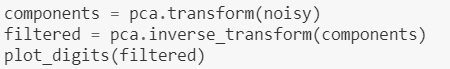 components = pca.transform(noisy)
filtered = pca.inverse_transform(components)
plot_digits(filtered)